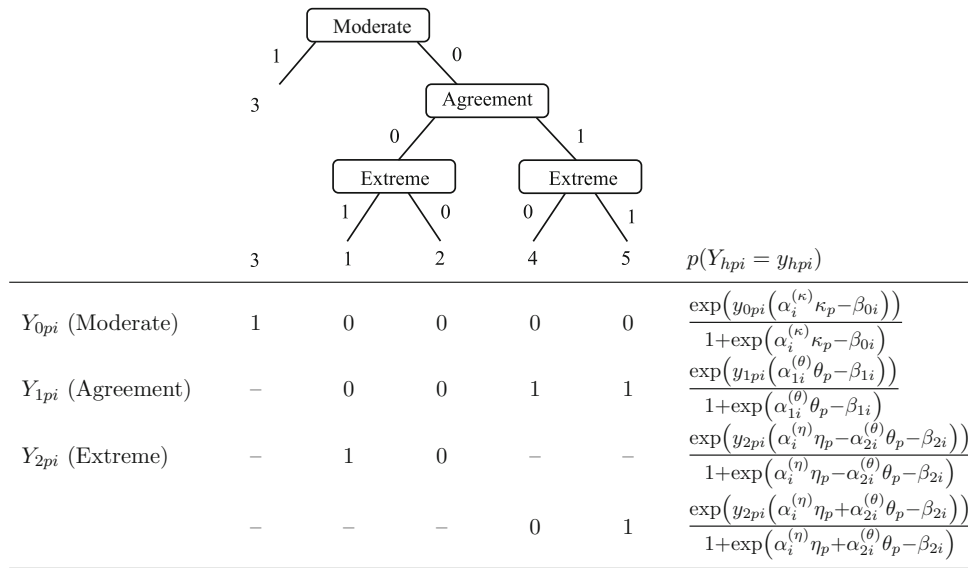 Moderate
1 0
3 Agreement
0 1
Extreme Extreme
1 0 0 1
3 1 2 4 5 p(Y_{hpi} = y_{hpi})
Y_{0pi} (Moderate) 1 0 0 0 0 \frac{\exp(y_{0pi}(\alpha_i^{(\kappa)}\kappa_p-\beta_{0i}))}{1+\exp(\alpha_i^{(\kappa)}\kappa_p-\beta_{0i})}
Y_{1pi} (Agreement) – 0 0 1 1 \frac{\exp(y_{1pi}(\alpha_{1i}^{(\theta)}\theta_p-\beta_{1i}))}{1+\exp(\alpha_{1i}^{(\theta)}\theta_p-\beta_{1i})}
Y_{2pi} (Extreme) – 1 0 – – \frac{\exp(y_{2pi}(\alpha_i^{(\eta)}\eta_p-\alpha_{2i}^{(\theta)}\theta_p-\beta_{2i}))}{1+\exp(\alpha_i^{(\eta)}\eta_p-\alpha_{2i}^{(\theta)}\theta_p-\beta_{2i})}
– – – 0 1 \frac{\exp(y_{2pi}(\alpha_i^{(\eta)}\eta_p+\alpha_{2i}^{(\theta)}\theta_p-\beta_{2i}))}{1+\exp(\alpha_i^{(\eta)}\eta_p+\alpha_{2i}^{(\theta)}\theta_p-\beta_{2i})}